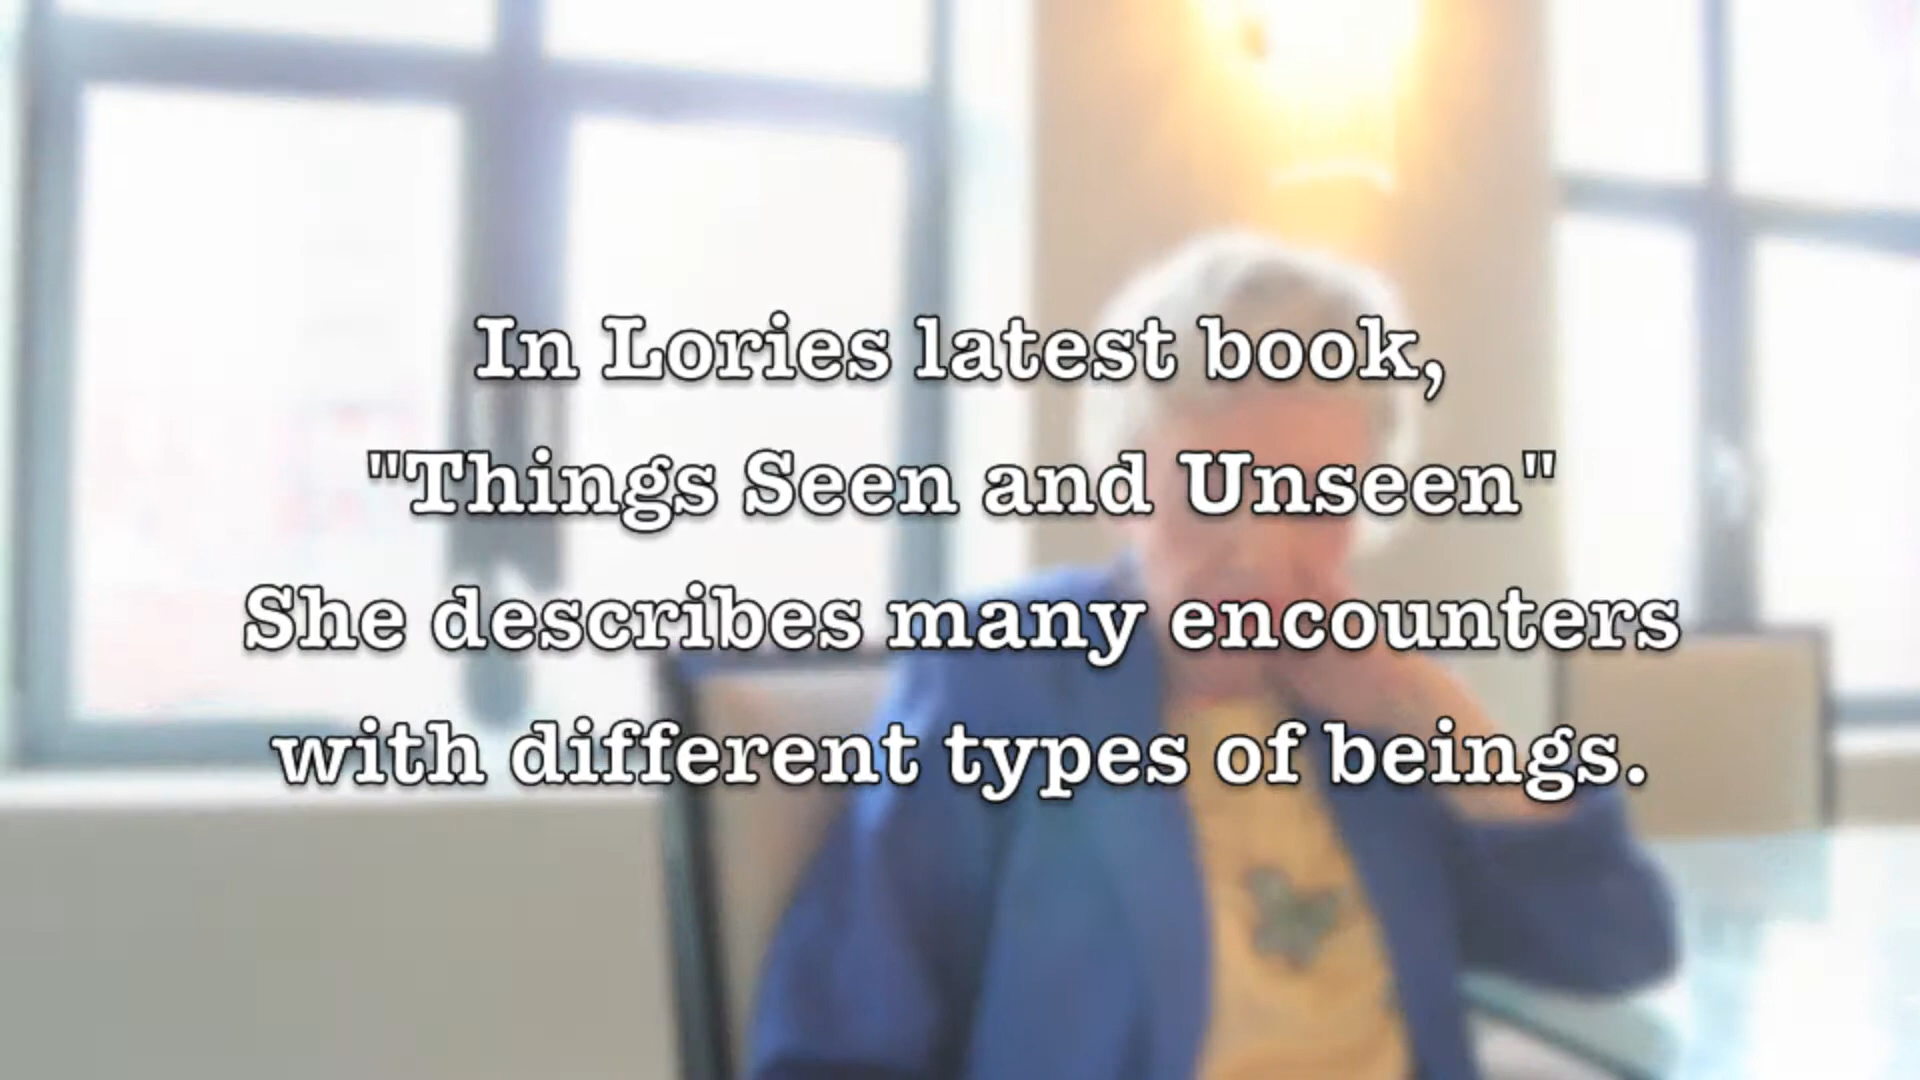 In Lories latest book,
"Things Seen and Unseen"
She describes many encounters
with different types of beings.